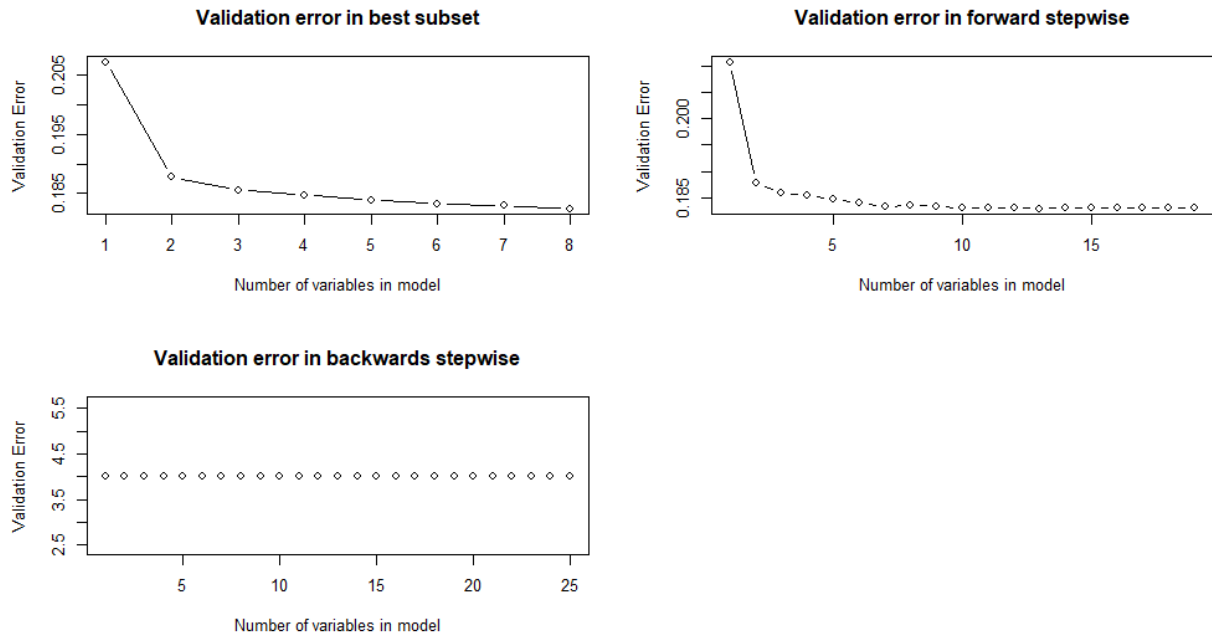 Validation error in best subset
Validation Error
0.205
0.195
0.185
1 2 3 4 5 6 7 8
Number of variables in model
Validation error in forward stepwise
Validation Error
0.200
0.185
5 10 15
Number of variables in model
Validation error in backwards stepwise
Validation Error
5.5
4.5
3.5
2.5
5 10 15 20 25
Number of variables in model